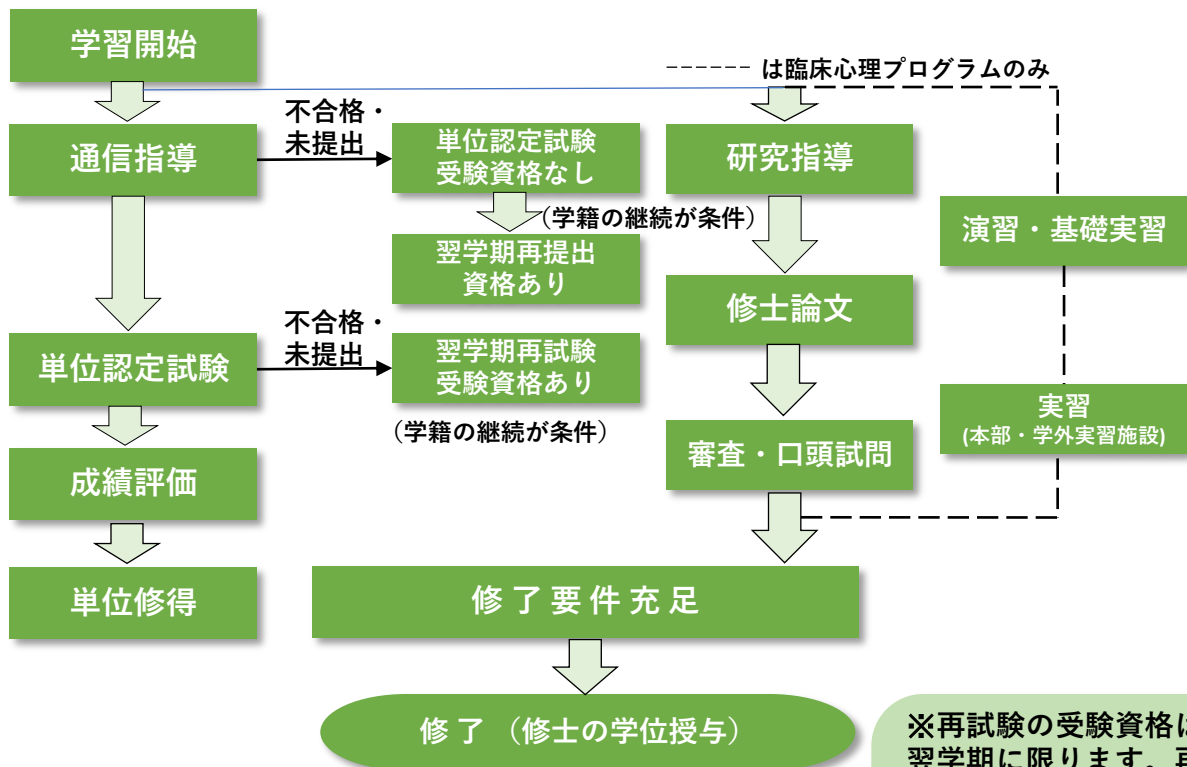 学習開始
------ は臨床心理プログラムのみ
不合格・
未提出
通信指導
単位認定試験
受験資格なし
研究指導
（学籍の継続が条件）
演習・基礎実習
翌学期再提出
資格あり
修士論文
不合格・
未提出
単位認定試験
翌学期再試験
受験資格あり
（学籍の継続が条件）
実習
(本部・学外実習施設)
審査・口頭試問
成績評価
単位修得
修了要件充足
修了（修士の学位授与）
※再試験の受験資格は
翌学期に限ります。再